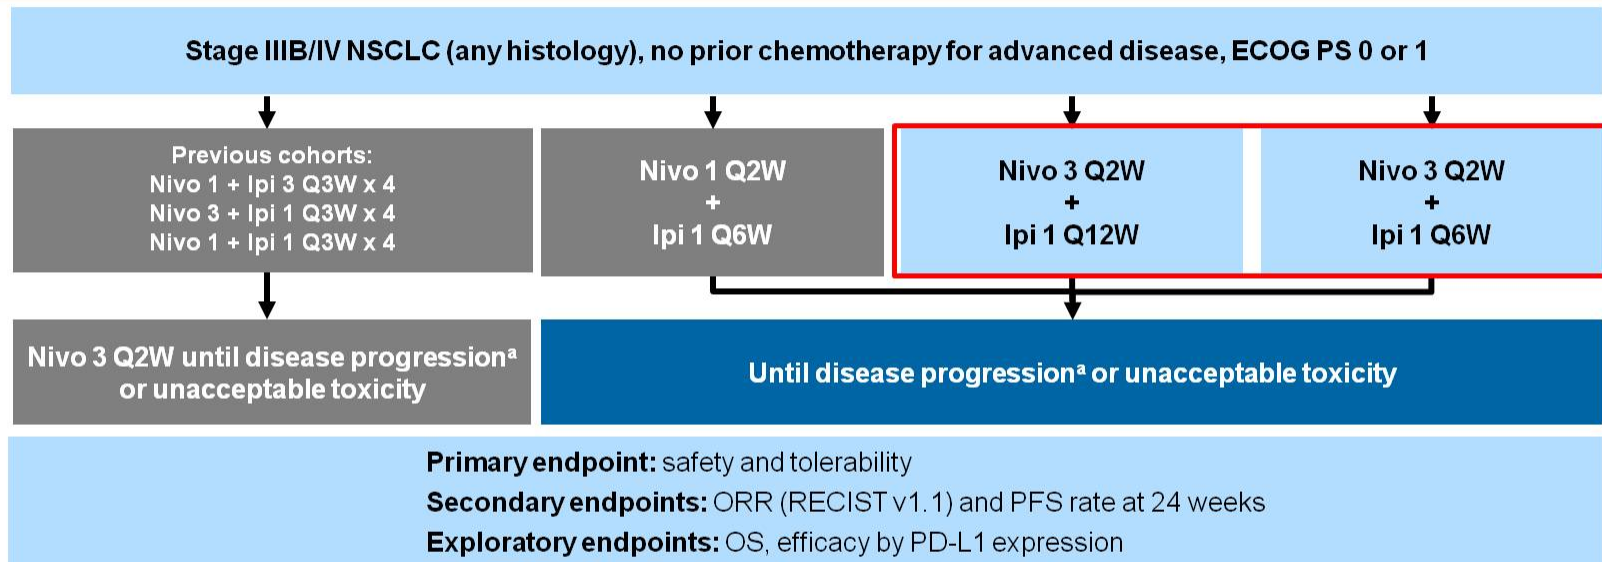 Stage IIIB/IV NSCLC (any histology), no prior chemotherapy for advanced disease, ECOG PS 0 or 1
Previous cohorts:
Nivo 1 + Ipi 3 Q3W x 4
Nivo 3 + Ipi 1 Q3W x 4
Nivo 1 + Ipi 1 Q3W x 4
Nivo 1 Q2W
+
Ipi 1 Q6W
Nivo 3 Q2W
+
Ipi 1 Q12W
Nivo 3 Q2W
+
Ipi 1 Q6W
Nivo 3 Q2W until disease progressionᵃ
or unacceptable toxicity
Until disease progressionᵃ or unacceptable toxicity
Primary endpoint: safety and tolerability
Secondary endpoints: ORR (RECIST v1.1) and PFS rate at 24 weeks
Exploratory endpoints: OS, efficacy by PD-L1 expression